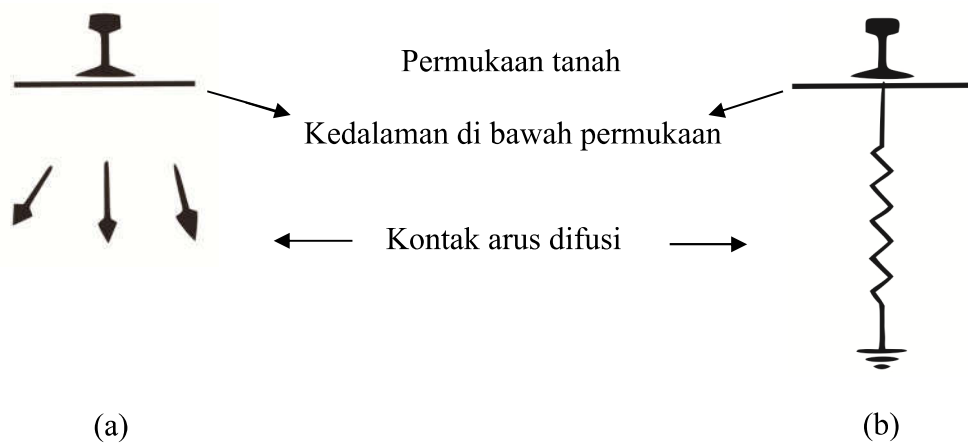 Permukaan tanah
Kedalaman di bawah permukaan
Kontak arus difusi
(a)
(b)